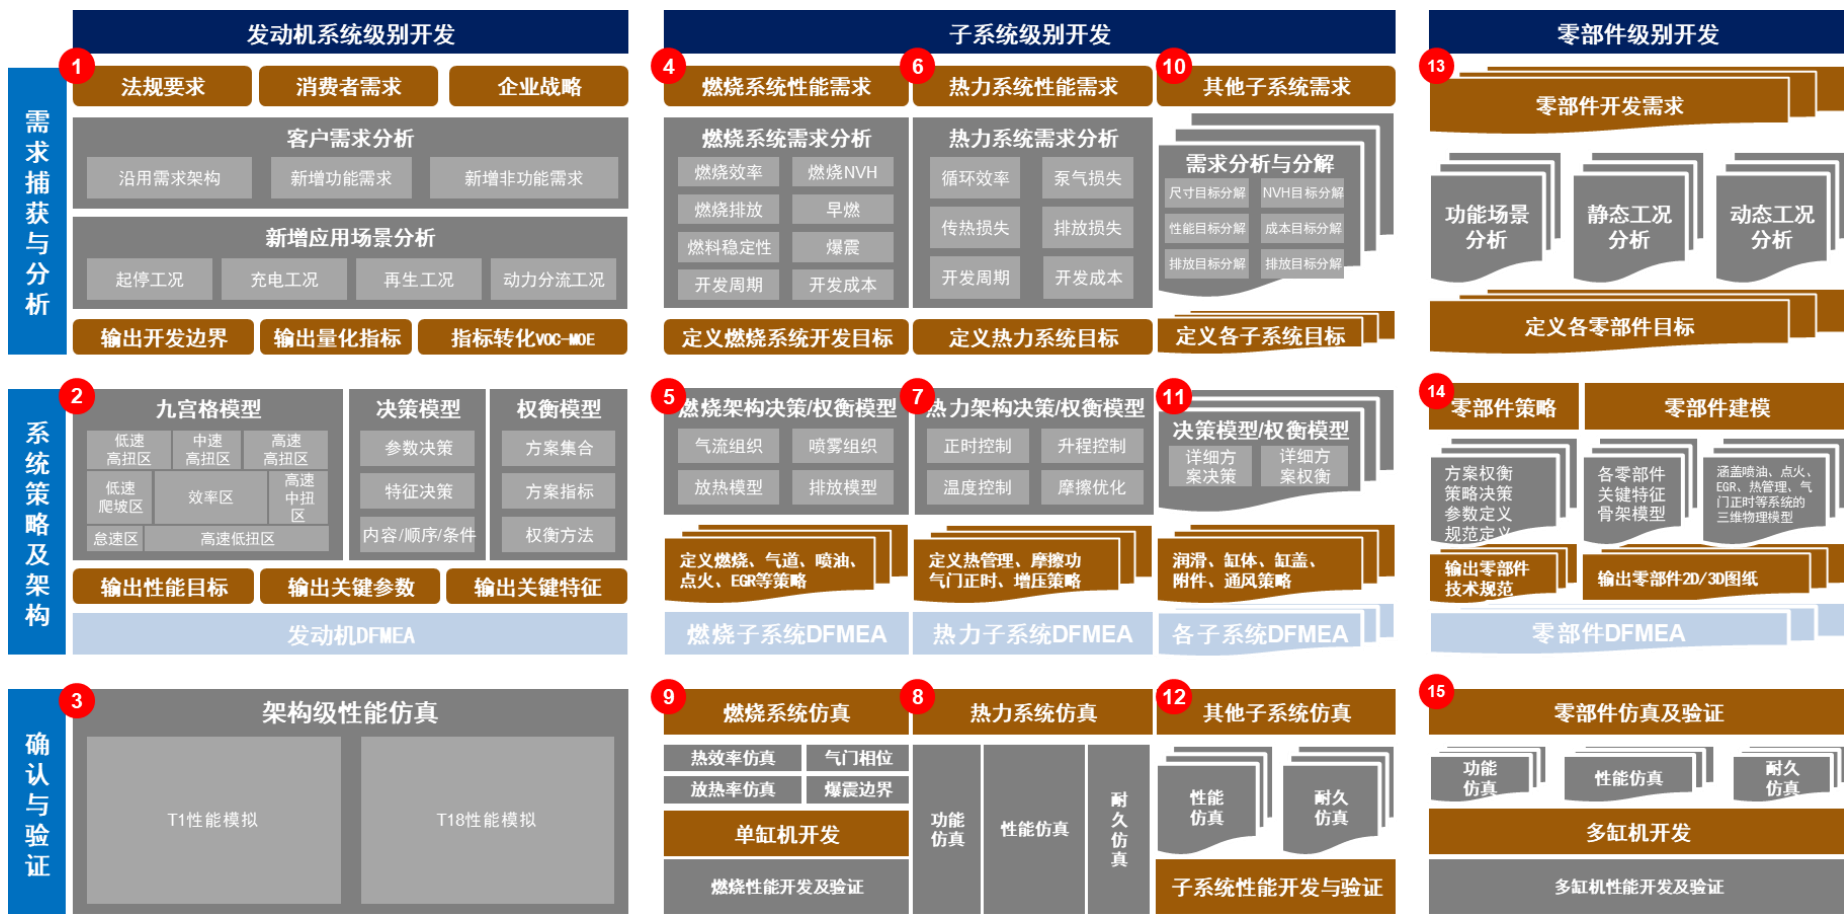 发动机系统级别开发
子系统级别开发
零部件级别开发
需求捕获与分析
1
法规要求
消费者需求
企业战略
客户需求分析
沿用需求架构
新增功能需求
新增非功能需求
新增应用场景分析
起停工况
充电工况
再生工况
动力分流工况
输出开发边界
输出量化指标
指标转化VOC-MOE
4
燃烧系统性能需求
燃烧系统需求分析
燃烧效率
燃烧NVH
燃烧排放
早燃
燃料稳定性
爆震
开发周期
开发成本
定义燃烧系统开发目标
6
热力系统性能需求
热力系统需求分析
循环效率
泵气损失
传热损失
排放损失
开发周期
开发成本
定义热力系统目标
10
其他子系统需求
需求分析与分解
尺寸目标分解
NVH目标分解
性能目标分解
成本目标分解
排放目标分解
排放目标分解
定义各子系统目标
13
零部件开发需求
功能场景
分析
静态工况
分析
动态工况
分析
定义各零部件目标
系统策略及架构
2
九宫格模型
低速
高扭区
中速
高扭区
高速
高扭区
低速
爬坡区
效率区
高速
中扭
区
怠速区
高速低扭区
决策模型
参数决策
特征决策
内容/顺序/条件
权衡模型
方案集合
方案指标
权衡方法
输出性能目标
输出关键参数
输出关键特征
发动机DFMEA
5
燃烧架构决策/权衡模型
气流组织
喷雾组织
放热模型
排放模型
定义燃烧、气道、喷油、
点火、EGR等策略
燃烧子系统DFMEA
7
热力架构决策/权衡模型
正时控制
升程控制
温度控制
摩擦优化
定义热管理、摩擦功
气门正时、增压策略
热力子系统DFMEA
11
决策模型/权衡模型
详细方
案决策
详细方
案权衡
润滑、缸体、缸盖、
附件、通风策略
各子系统DFMEA
14
零部件策略
零部件建模
方案权衡
策略决策
参数定义
规范定义
各零部件
关键特征
骨架模型
涵盖喷油、点火、
EGR、热管理、气
门正时等系统的
三维物理模型
输出零部件
技术规范
输出零部件2D/3D图纸
零部件DFMEA
确认与验证
3
架构级性能仿真
T1性能模拟
T18性能模拟
9
燃烧系统仿真
热效率仿真
气门相位
放热率仿真
爆震边界
单缸机开发
燃烧性能开发及验证
8
热力系统仿真
功能
仿真
性能仿真
耐久仿真
12
其他子系统仿真
性能
仿真
耐久
仿真
子系统性能开发与验证
15
零部件仿真及验证
功能
仿真
性能仿真
耐久
仿真
多缸机开发
多缸机性能开发及验证